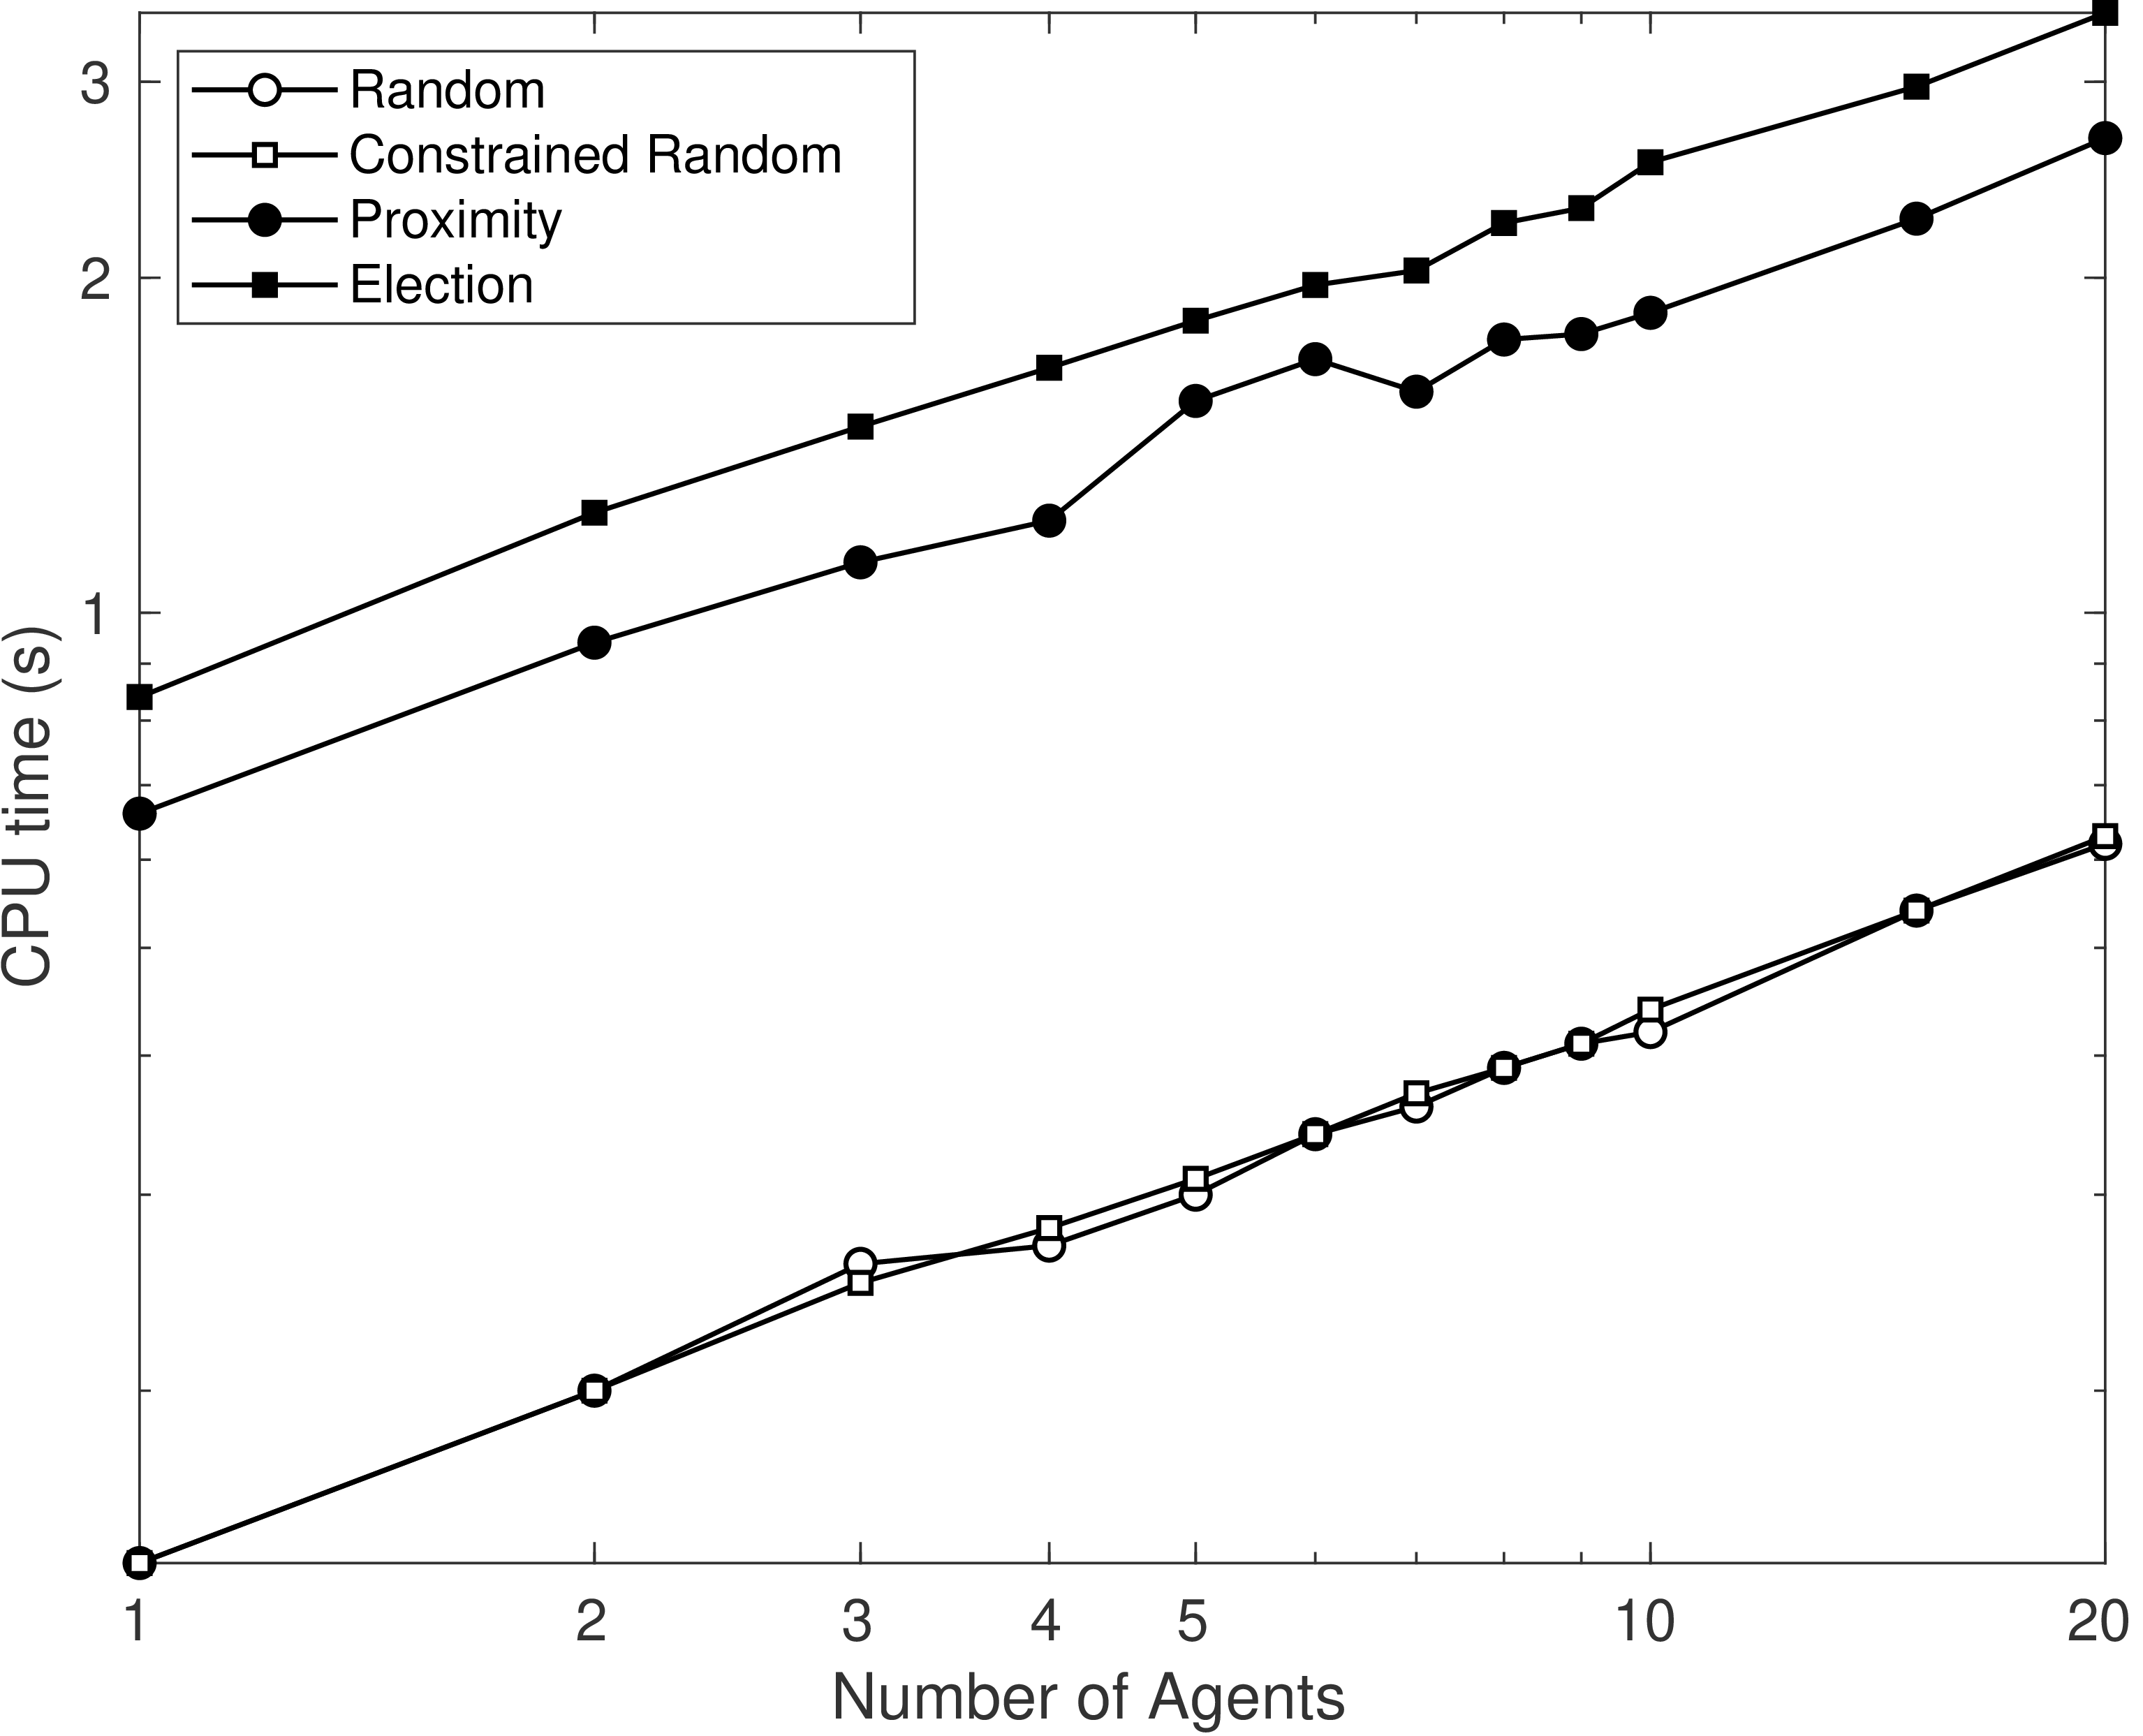 3
2
1
CPU time (s)
Random
Constrained Random
Proximity
Election
1 2 3 4 5 10 20
Number of Agents